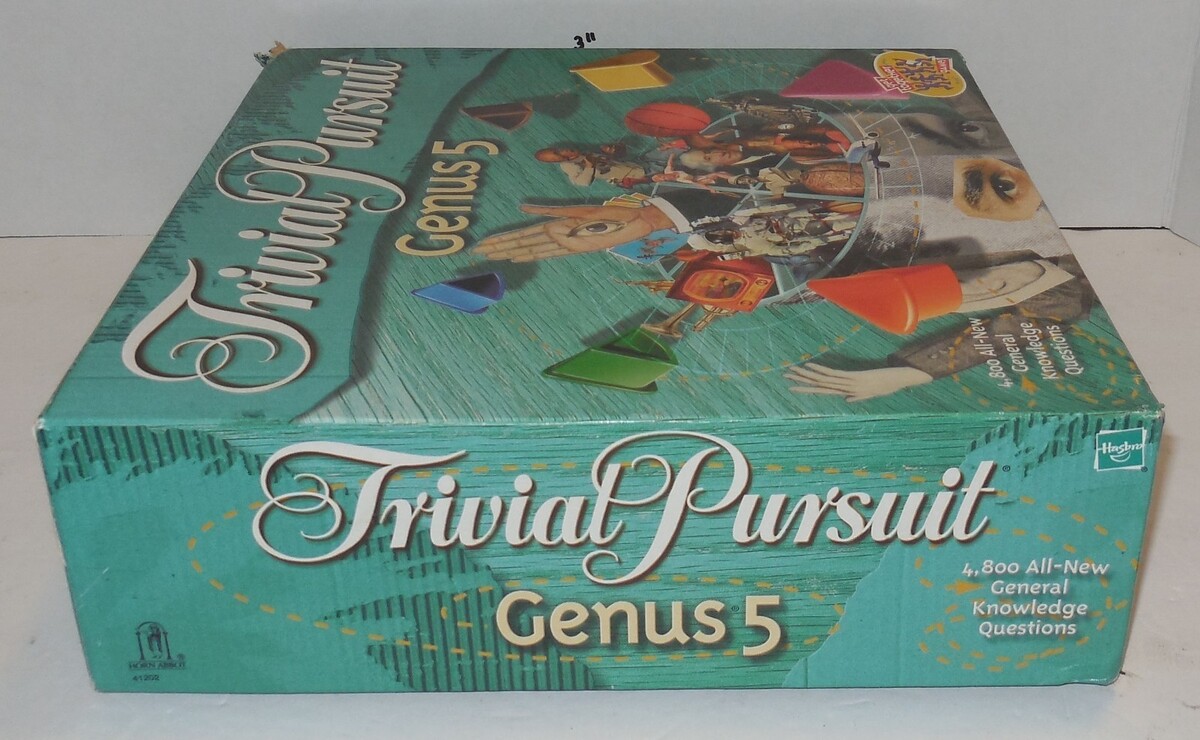 3"
Trivial Pursuit
Genus 5
4,800 All-New
General
Knowledge
Questions
Trivial Pursuit®
Genus® 5
4,800 All-New
General
Knowledge
Questions
Hasbro
HORN ABBOT®